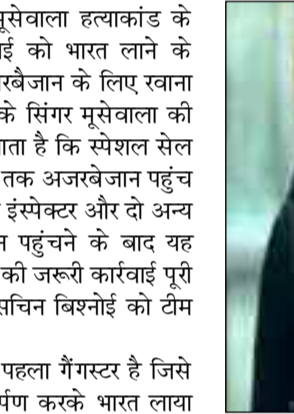 मूसेवाला हत्याकांड के
ई को भारत लाने के
रबैजान के लिए रवाना
के सिंगर मूसेवाला की
ाता है कि स्पेशल सेल
तक अजरबेजान पहुंच
इंस्पेक्टर और दो अन्य
न पहुंचने के बाद यह
की जरूरी कार्रवाई पूरी
सचिन बिश्नोई को टीम
पहला गैंगस्टर है जिसे
र्पण करके भारत लाया